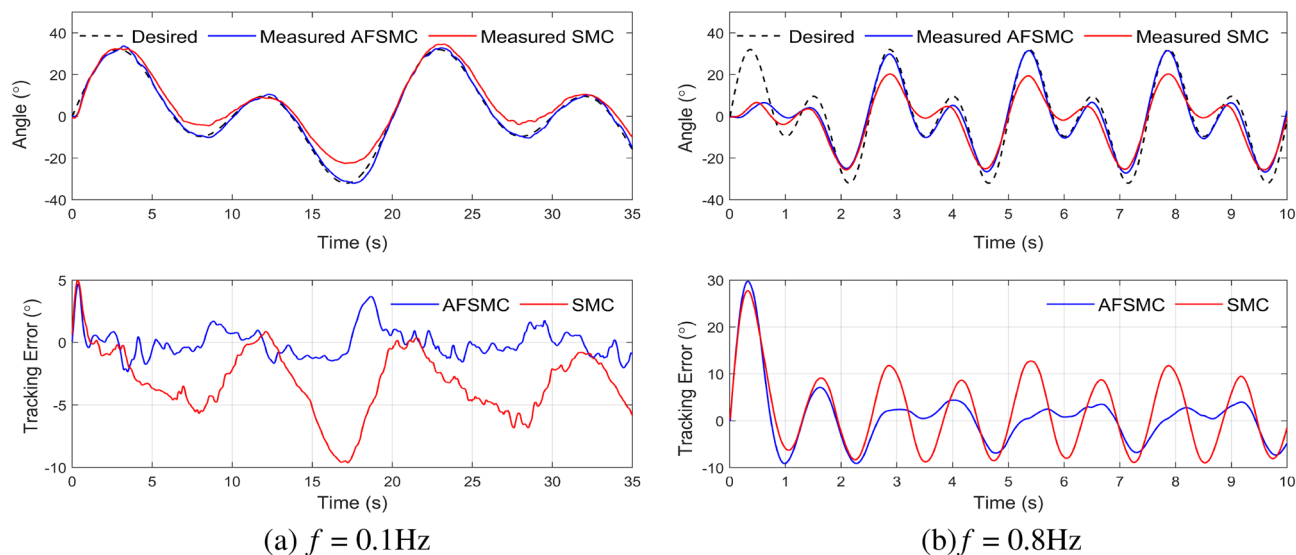 Desired Measured AFSMC Measured SMC
Angle (°)
40
20
0
-20
-40
0 5 10 15 20 25 30 35
Time (s)
AFSMC SMC
Tracking Error (°)
5
0
-5
-10
0 5 10 15 20 25 30 35
Time (s)
(a) f = 0.1Hz
Desired Measured AFSMC Measured SMC
Angle (°)
40
20
0
-20
-40
0 1 2 3 4 5 6 7 8 9 10
Time (s)
AFSMC SMC
Tracking Error (°)
30
20
10
0
-10
0 1 2 3 4 5 6 7 8 9 10
Time (s)
(b) f = 0.8Hz